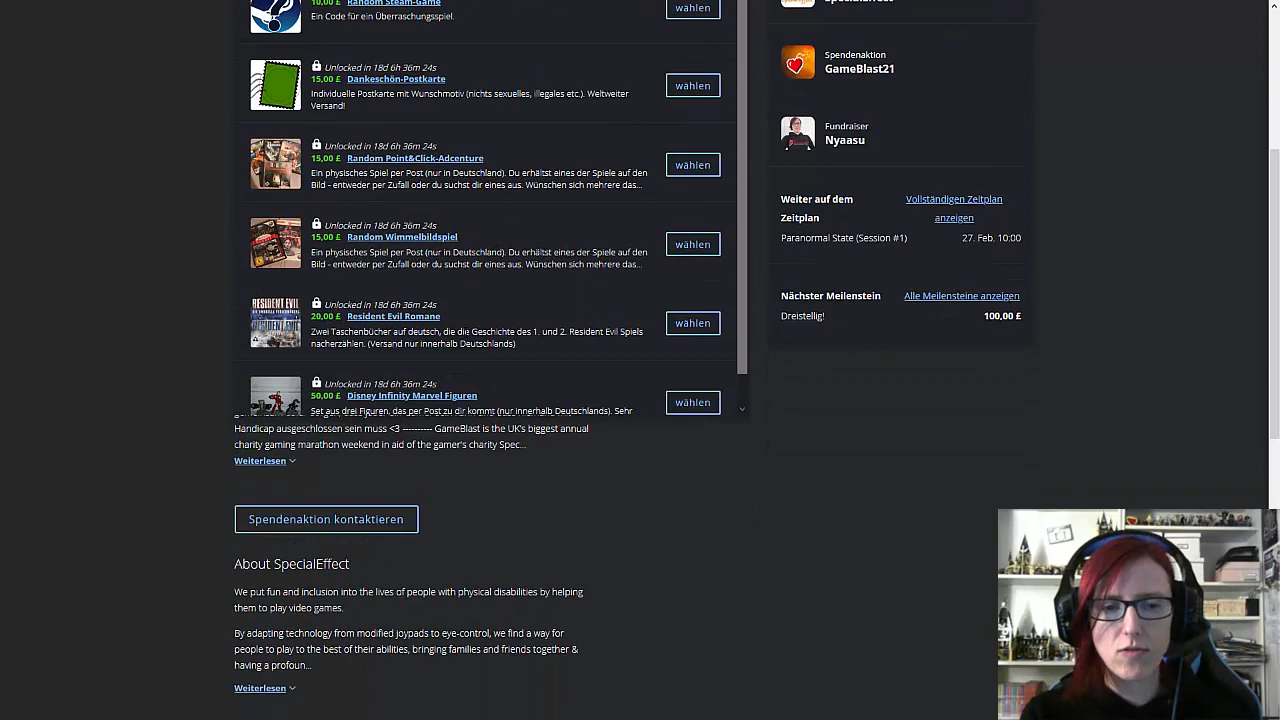 10,00 £ Random Steam-Game
Ein Code für ein Überraschungsspiel.
wählen
Unlocked in 18d 6h 36m 24s
15,00 £ Dankeschön-Postkarte
Individuelle Postkarte mit Wunschmotiv (nichts sexuelles, illegales etc.). Weltweiter
Versand!
wählen
Unlocked in 18d 6h 36m 24s
15,00 £ Random Point&Click-Adcenture
Ein physisches Spiel per Post (nur in Deutschland). Du erhältst eines der Spiele auf den
Bild - entweder per Zufall oder du suchst dir eines aus. Wünschen sich mehrere das...
wählen
Unlocked in 18d 6h 36m 24s
15,00 £ Random Wimmelbildspiel
Ein physisches Spiel per Post (nur in Deutschland). Du erhältst eines der Spiele auf den
Bild - entweder per Zufall oder du suchst dir eines aus. Wünschen sich mehrere das...
wählen
RESIDENT EVIL
Unlocked in 18d 6h 36m 24s
20,00 £ Resident Evil Romane
Zwei Taschenbücher auf deutsch, die die Geschichte des 1. und 2. Resident Evil Spiels
nacherzählen. (Versand nur innerhalb Deutschlands)
wählen
Unlocked in 18d 6h 36m 24s
50,00 £ Disney Infinity Marvel Figuren
Set aus drei Figuren, das per Post zu dir kommt (nur innerhalb Deutschlands). Sehr
wählen
Handicap ausgeschlossen sein muss <3 ---------- GameBlast is the UK's biggest annual
charity gaming marathon weekend in aid of the gamer's charity Spec...
Weiterlesen
Spendenaktion kontaktieren
About SpecialEffect
We put fun and inclusion into the lives of people with physical disabilities by helping
them to play video games.
By adapting technology from modified joypads to eye-control, we find a way for
people to play to the best of their abilities, bringing families and friends together &
having a profoun...
Weiterlesen
SpecialEffect
Spendenaktion
GameBlast21
Fundraiser
Nyaasu
Weiter auf dem
Zeitplan
Vollständigen Zeitplan
anzeigen
Paranormal State (Session #1) 27. Feb. 10:00
Nächster Meilenstein Alle Meilensteine anzeigen
Dreistellig! 100,00 £